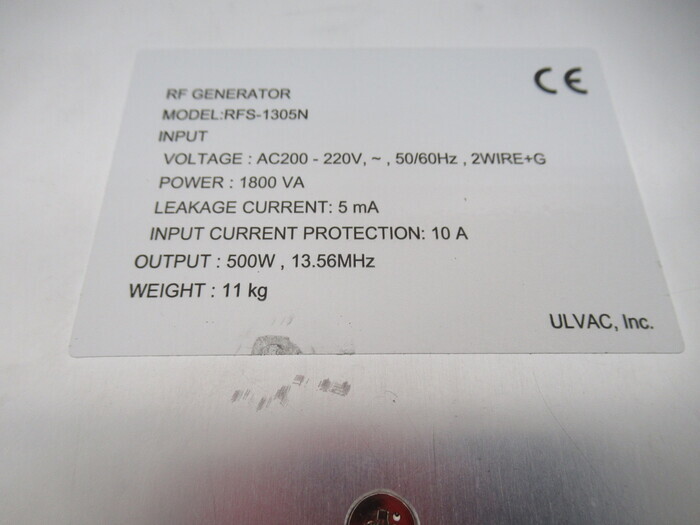 CE
RF GENERATOR
MODEL:RFS-1305N
INPUT
VOLTAGE : AC200 - 220V, ~ , 50/60Hz , 2WIRE+G
POWER : 1800 VA
LEAKAGE CURRENT: 5 mA
INPUT CURRENT PROTECTION: 10 A
OUTPUT : 500W , 13.56MHz
WEIGHT : 11 kg
ULVAC, Inc.